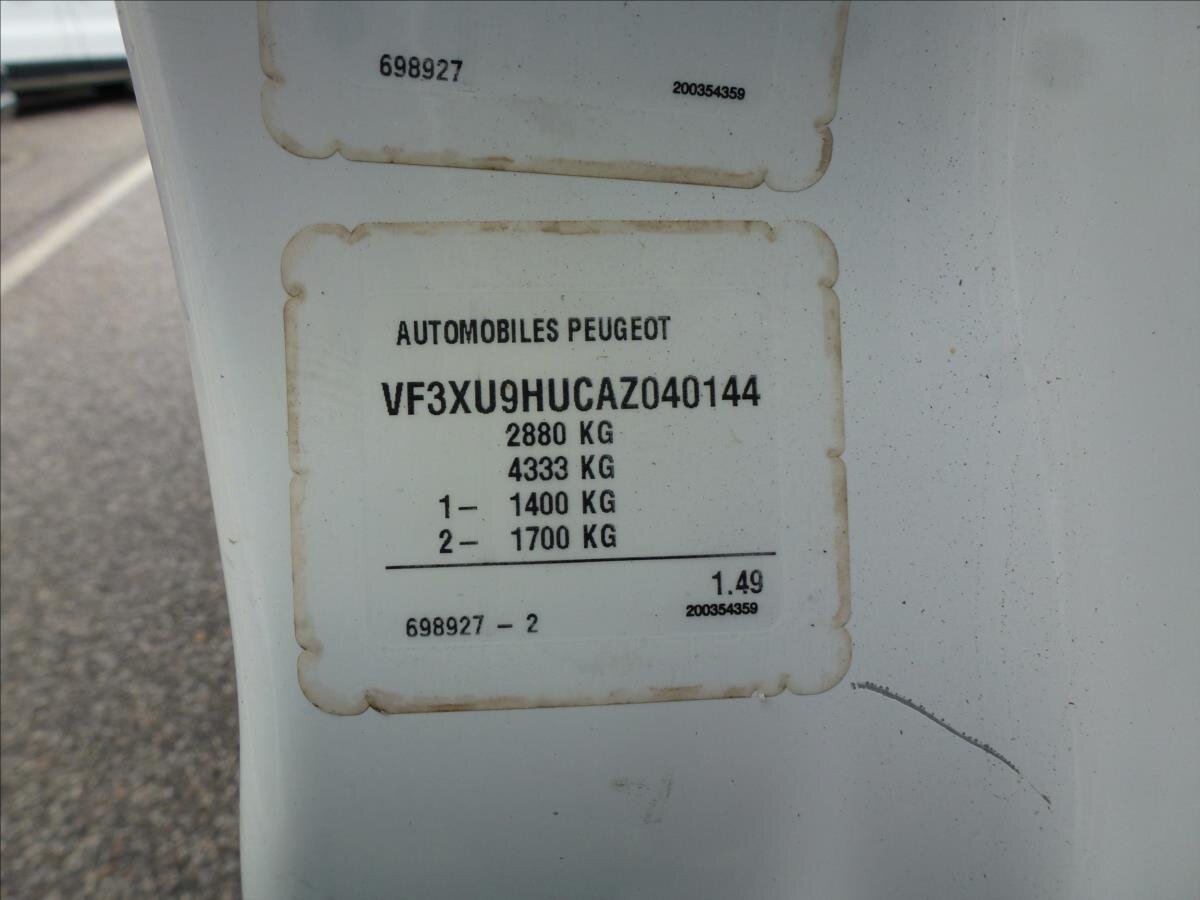 698927
200354359
AUTOMOBILES PEUGEOT
VF3XU9HUCAZ040144
2880 KG
4333 KG
1- 1400 KG
2- 1700 KG
1.49
698927 - 2
200354359